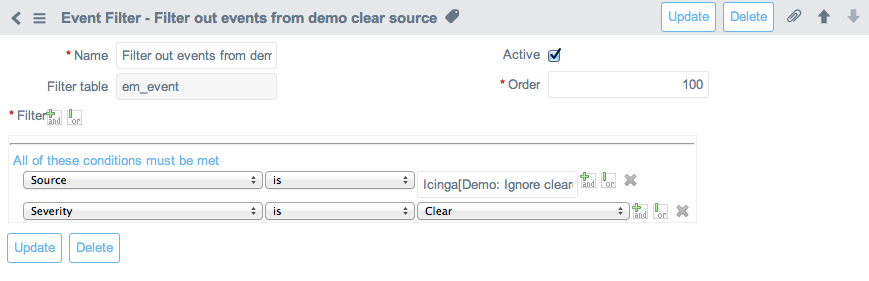 Event Filter - Filter out events from demo clear source
Update Delete
* Name Filter out events from dem
Active
Filter table em_event
* Order 100
* Filter and or
All of these conditions must be met
Source is Icinga[Demo: Ignore clear and or
Severity is Clear and or
Update Delete